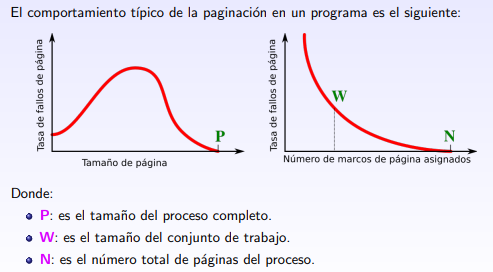 El comportamiento típico de la paginación en un programa es el siguiente:
Tasa de fallos de página
P
Tamaño de página
Tasa de fallos de página
W
N
Número de marcos de página asignados
Donde:
P: es el tamaño del proceso completo.
W: es el tamaño del conjunto de trabajo.
N: es el número total de páginas del proceso.